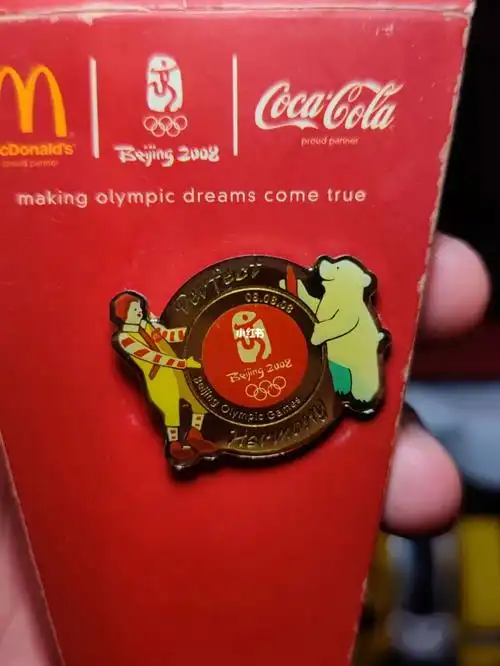 McDonald's
proud partner
Beijing 2008
Coca-Cola
proud partner
making olympic dreams come true
Perfect
08.08.08
小红书
Beijing 2008
Beijing Olympic Games
Harmony